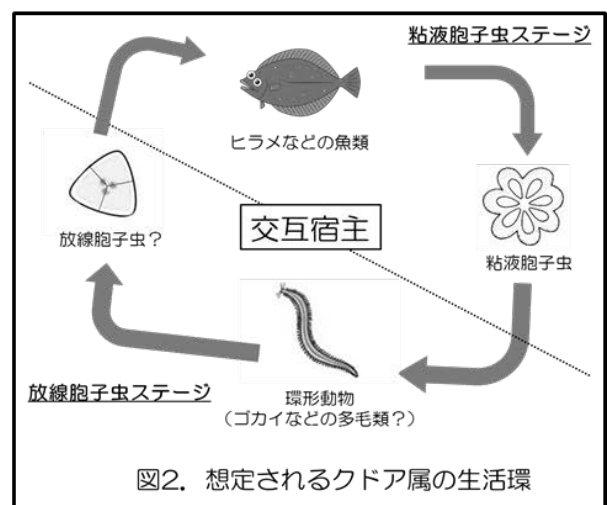 粘液胞子虫ステージ
ヒラメなどの魚類
放線胞子虫？
交互宿主
粘液胞子虫
放線胞子虫ステージ
環形動物
（ゴカイなどの多毛類？）
図2．想定されるクドア属の生活環